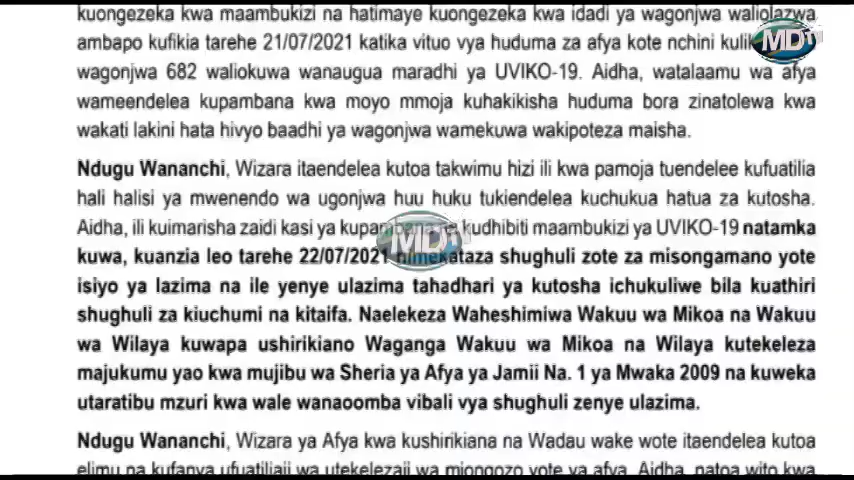 kuongezeka kwa maambukizi na hatimaye kuongezeka kwa idadi ya wagonjwa waliolazwa
ambapo kufikia tarehe 21/07/2021 katika vituo vya huduma za afya kote nchini
MDTV
wagonjwa 682 waliokuwa wanaugua maradhi ya UVIKO-19. Aidha, watalaamu wa afya
wameendelea kupambana kwa moyo mmoja kuhakikisha huduma bora zinatolewa kwa
wakati lakini hata hivyo baadhi ya wagonjwa wamekuwa wakipoteza maisha.
Ndugu Wananchi, Wizara itaendelea kutoa takwimu hizi ili kwa pamoja tuendelee kufuatilia
hali halisi ya mwenendo wa ugonjwa huu huku tukiendelea kuchukua hatua za kutosha.
Aidha, ili kuimarisha zaidi kasi ya kupambana na kudhibiti maambukizi ya UVIKO-19 natamka
MDTV
kuwa, kuanzia leo tarehe 22/07/2021 nimekataza shughuli zote za misongamano yote
isiyo ya lazima na ile yenye ulazima tahadhari ya kutosha ichukuliwe bila kuathiri
shughuli za kiuchumi na kitaifa. Naelekeza Waheshimiwa Wakuu wa Mikoa na Wakuu
wa Wilaya kuwapa ushirikiano Waganga Wakuu wa Mikoa na Wilaya kutekeleza
majukumu yao kwa mujibu wa Sheria ya Afya ya Jamii Na. 1 ya Mwaka 2009 na kuweka
utaratibu mzuri kwa wale wanaoomba vibali vya shughuli zenye ulazima.
Ndugu Wananchi, Wizara ya Afya kwa kushirikiana na Wadau wake wote itaendelea kutoa
elimu na kufanya ufuatiliaji wa utekelezaji wa miongozo yote ya afya. Aidha, natoa wito kwa